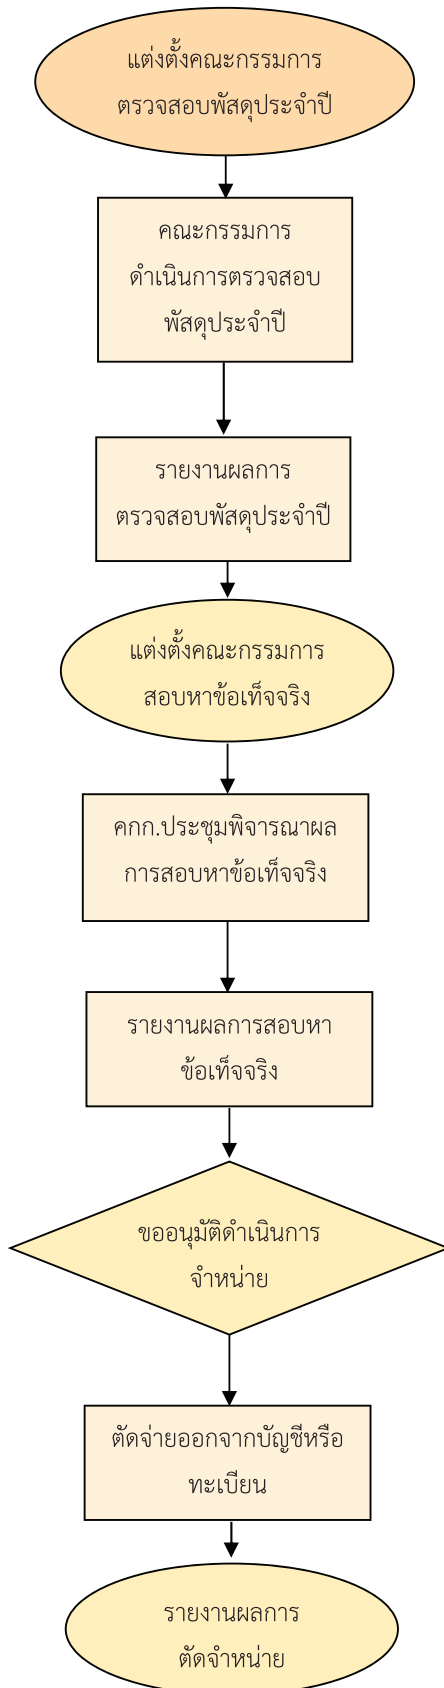 แต่งตั้งคณะกรรมการ
ตรวจสอบพัสดุประจำปี
คณะกรรมการ
ดำเนินการตรวจสอบ
พัสดุประจำปี
รายงานผลการ
ตรวจสอบพัสดุประจำปี
แต่งตั้งคณะกรรมการ
สอบหาข้อเท็จจริง
คกก.ประชุมพิจารณาผล
การสอบหาข้อเท็จจริง
รายงานผลการสอบหา
ข้อเท็จจริง
ขออนุมัติดำเนินการ
จำหน่าย
ตัดจ่ายออกจากบัญชีหรือ
ทะเบียน
รายงานผลการ
ตัดจำหน่าย